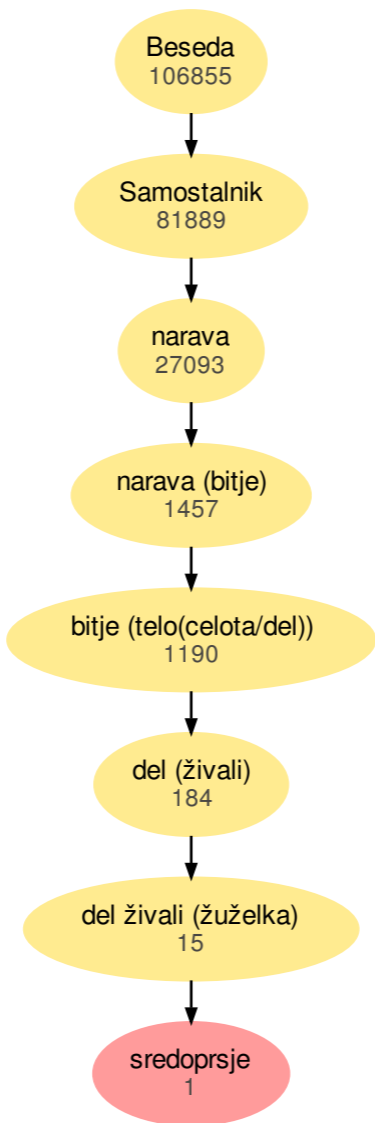 Beseda
106855
Samostalnik
81889
narava
27093
narava (bitje)
1457
bitje (telo(celota/del))
1190
del (živali)
184
del živali (žuželka)
15
sredoprsje
1